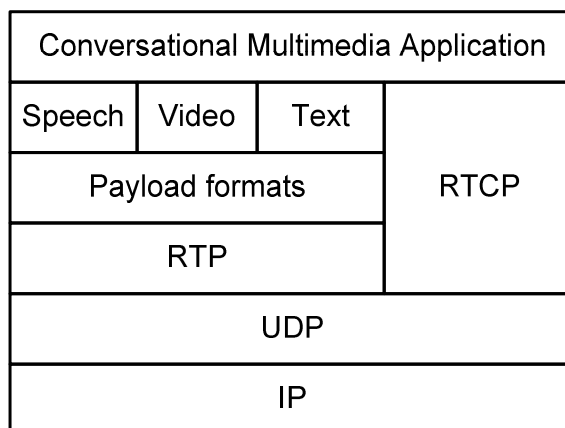 Conversational Multimedia Application
Speech Video Text
RTCP
Payload formats
RTP
UDP
IP